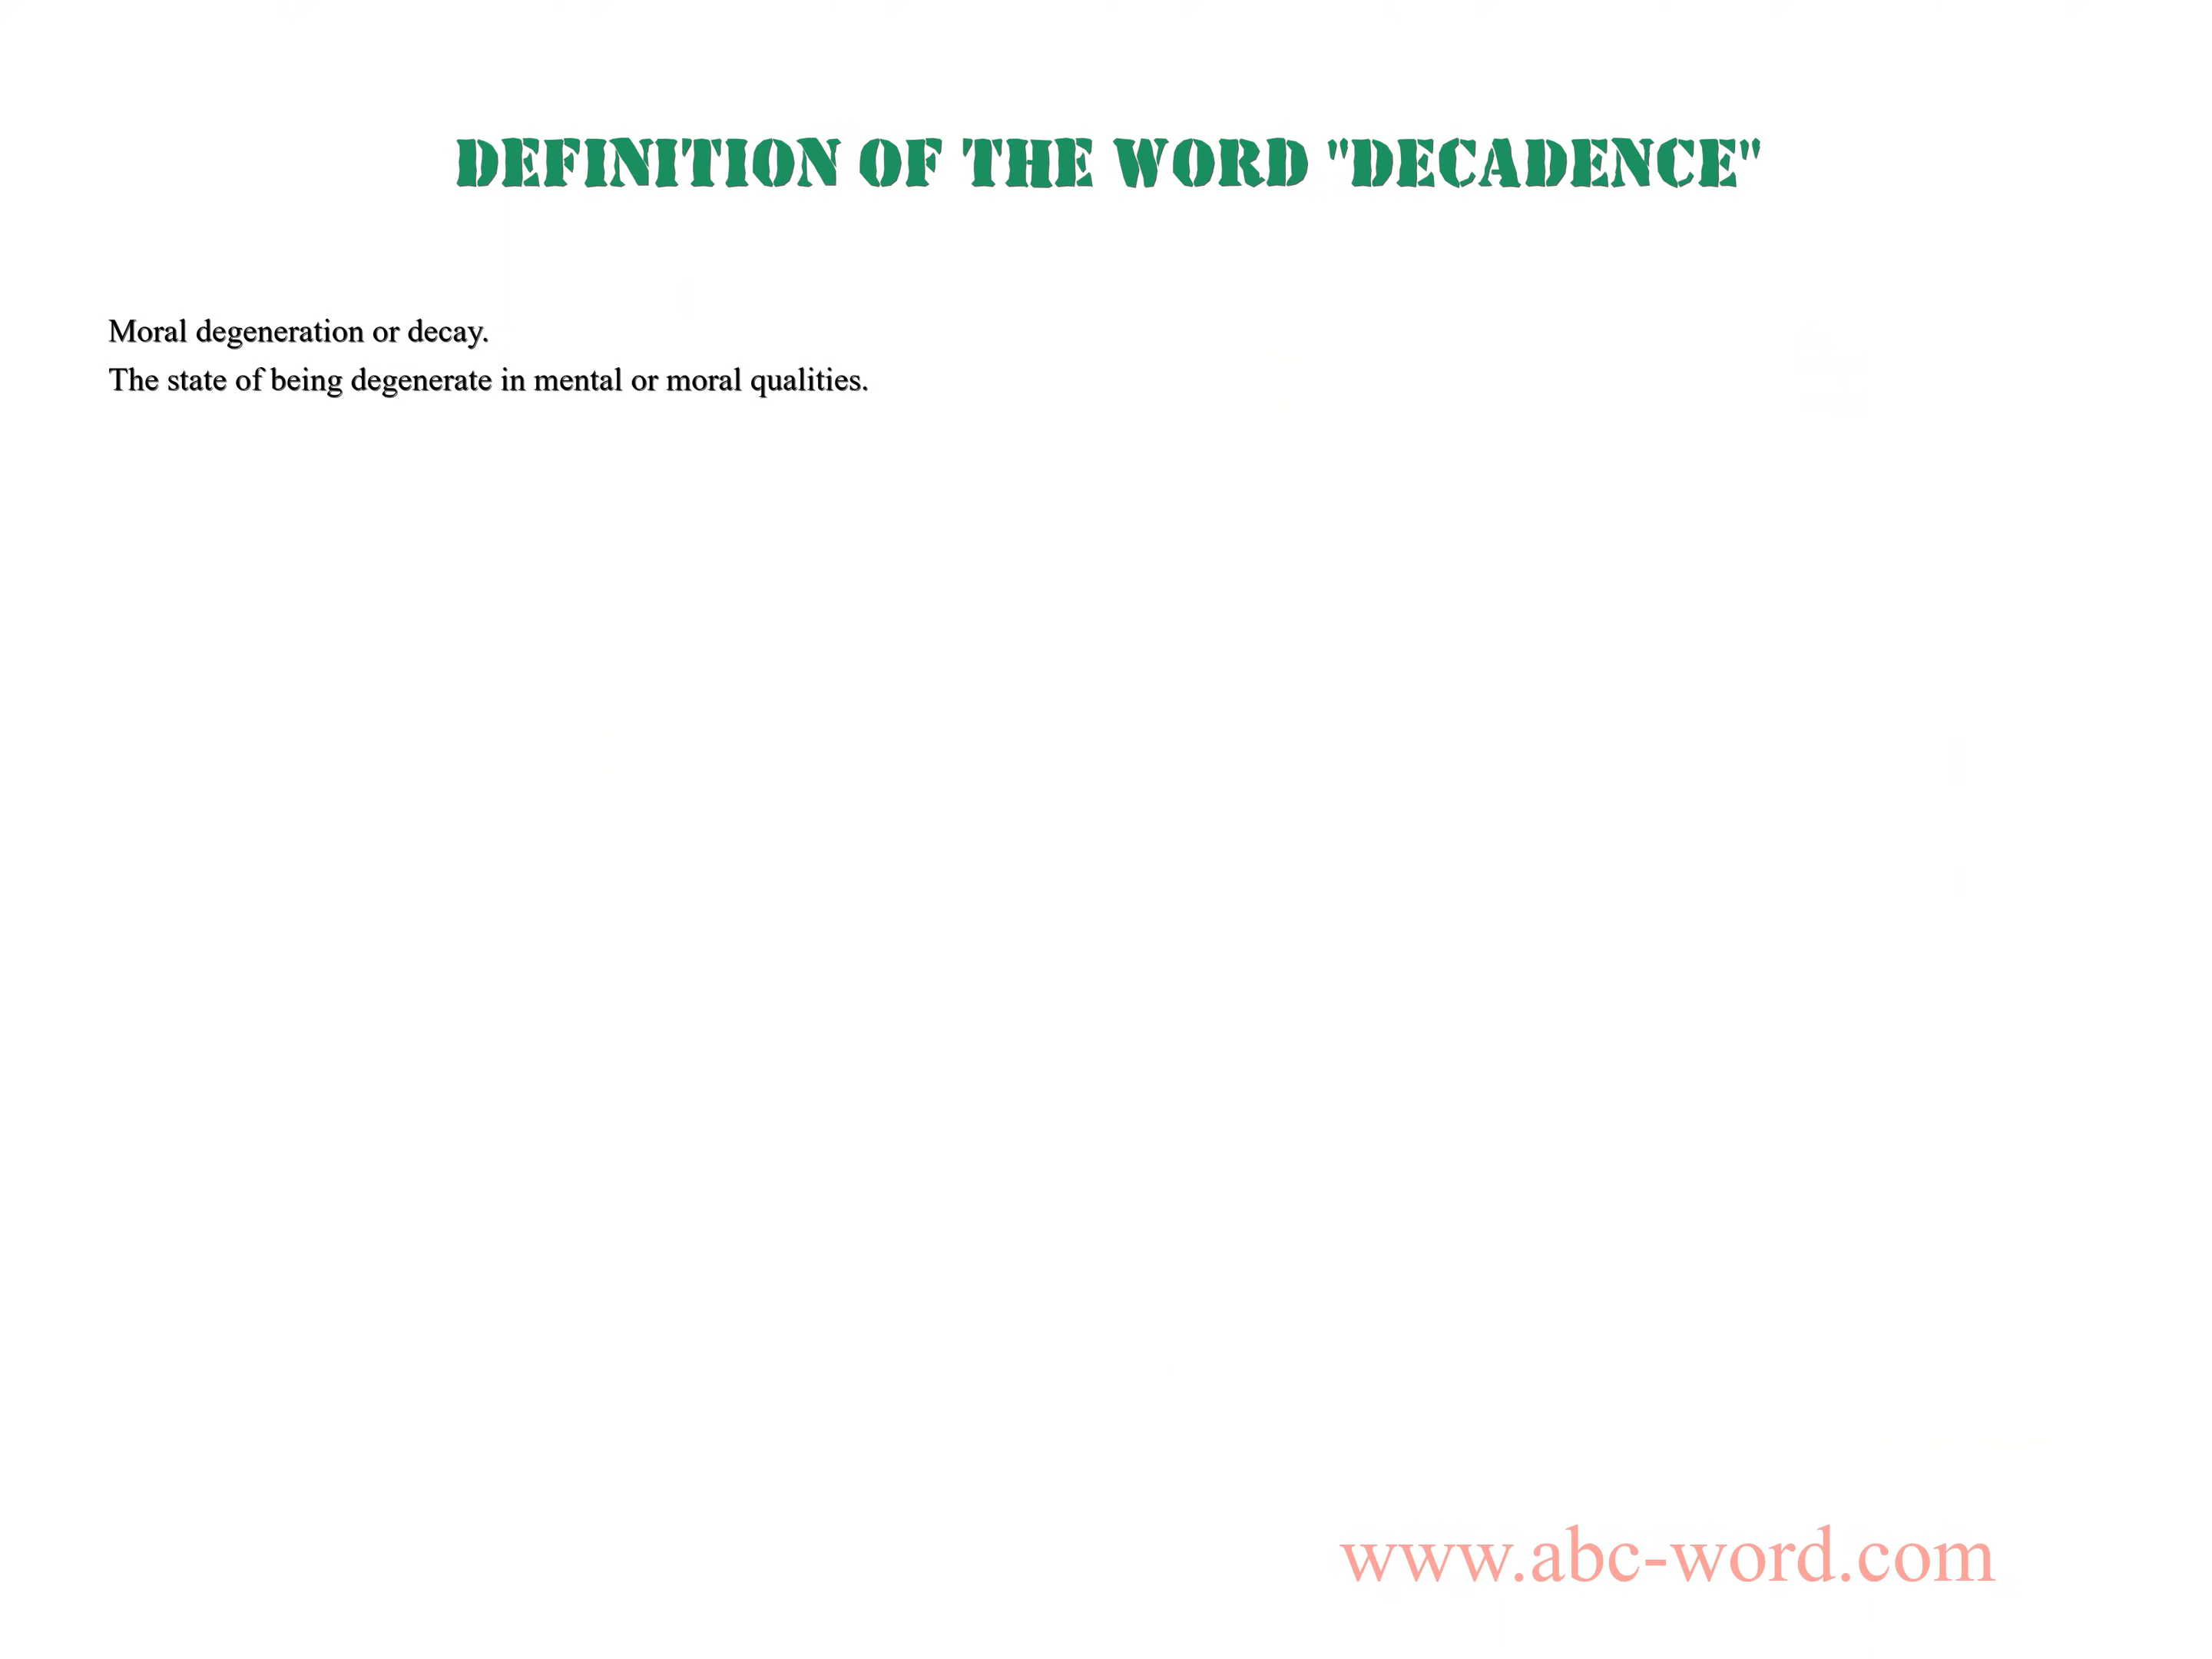 DEFINITION OF THE WORD "DECADENCE"
Moral degeneration or decay.
The state of being degenerate in mental or moral qualities.
www.abc-word.com